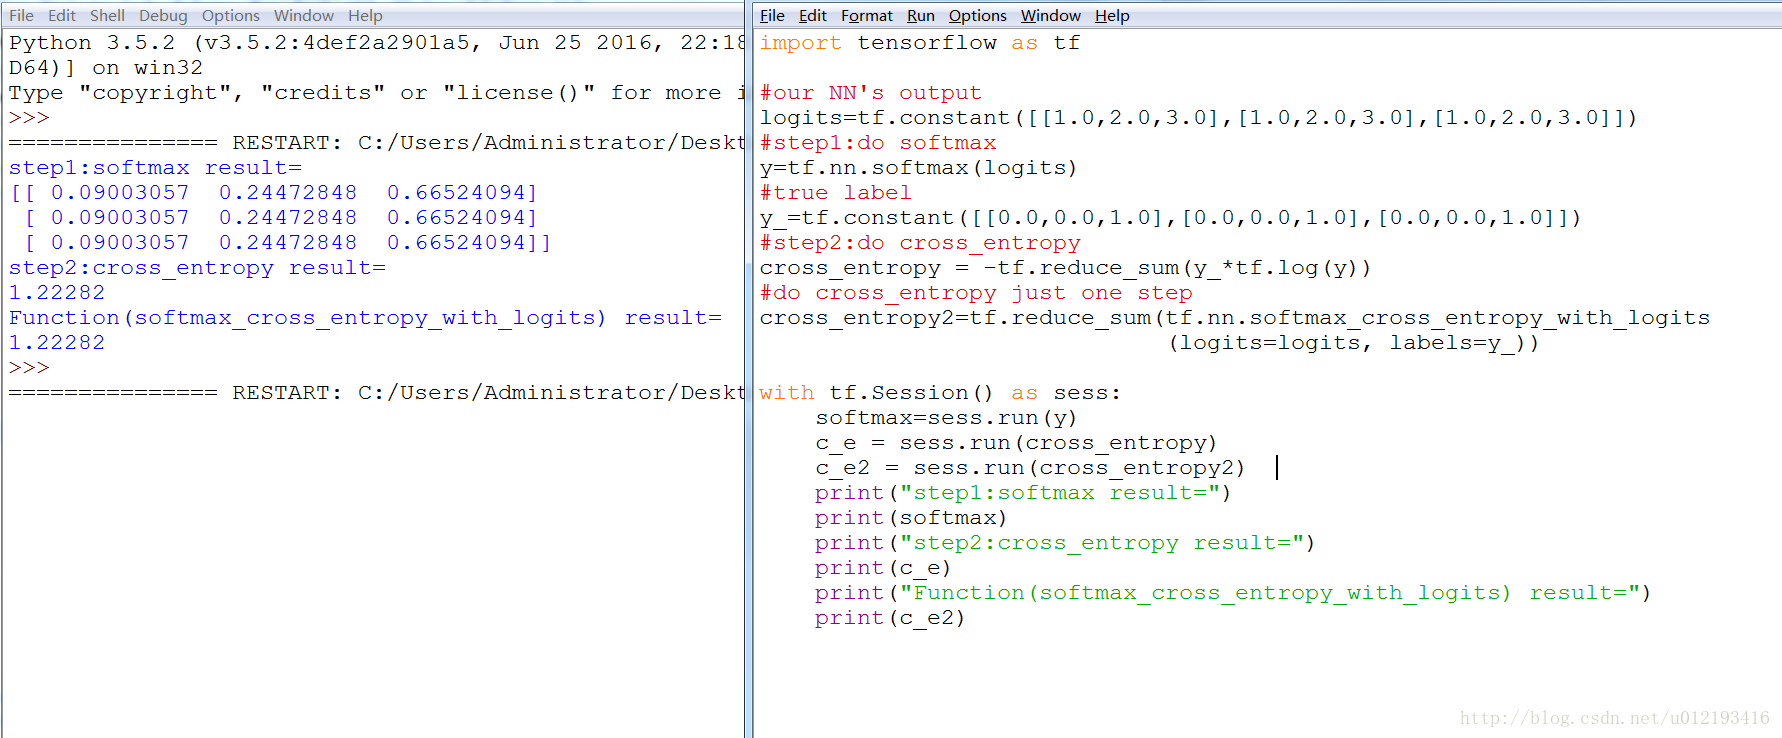 File Edit Shell Debug Options Window Help
Python 3.5.2 (v3.5.2:4def2a2901a5, Jun 25 2016, 22:18
D64)] on win32
Type "copyright", "credits" or "license()" for more i
>>>
=============== RESTART: C:/Users/Administrator/Deskt
step1:softmax result=
[[ 0.09003057  0.24472848  0.66524094]
 [ 0.09003057  0.24472848  0.66524094]
 [ 0.09003057  0.24472848  0.66524094]]
step2:cross_entropy result=
1.22282
Function(softmax_cross_entropy_with_logits) result=
1.22282
>>>
=============== RESTART: C:/Users/Administrator/Deskt
File Edit Format Run Options Window Help
import tensorflow as tf
#our NN's output
logits=tf.constant([[1.0,2.0,3.0],[1.0,2.0,3.0],[1.0,2.0,3.0]])
#step1:do softmax
y=tf.nn.softmax(logits)
#true label
y_=tf.constant([[0.0,0.0,1.0],[0.0,0.0,1.0],[0.0,0.0,1.0]])
#step2:do cross_entropy
cross_entropy = -tf.reduce_sum(y_*tf.log(y))
#do cross_entropy just one step
cross_entropy2=tf.reduce_sum(tf.nn.softmax_cross_entropy_with_logits
(logits=logits, labels=y_))
with tf.Session() as sess:
    softmax=sess.run(y)
    c_e = sess.run(cross_entropy)
    c_e2 = sess.run(cross_entropy2)
    print("step1:softmax result=")
    print(softmax)
    print("step2:cross_entropy result=")
    print(c_e)
    print("Function(softmax_cross_entropy_with_logits) result=")
    print(c_e2)
http://blog.csdn.net/u012193416